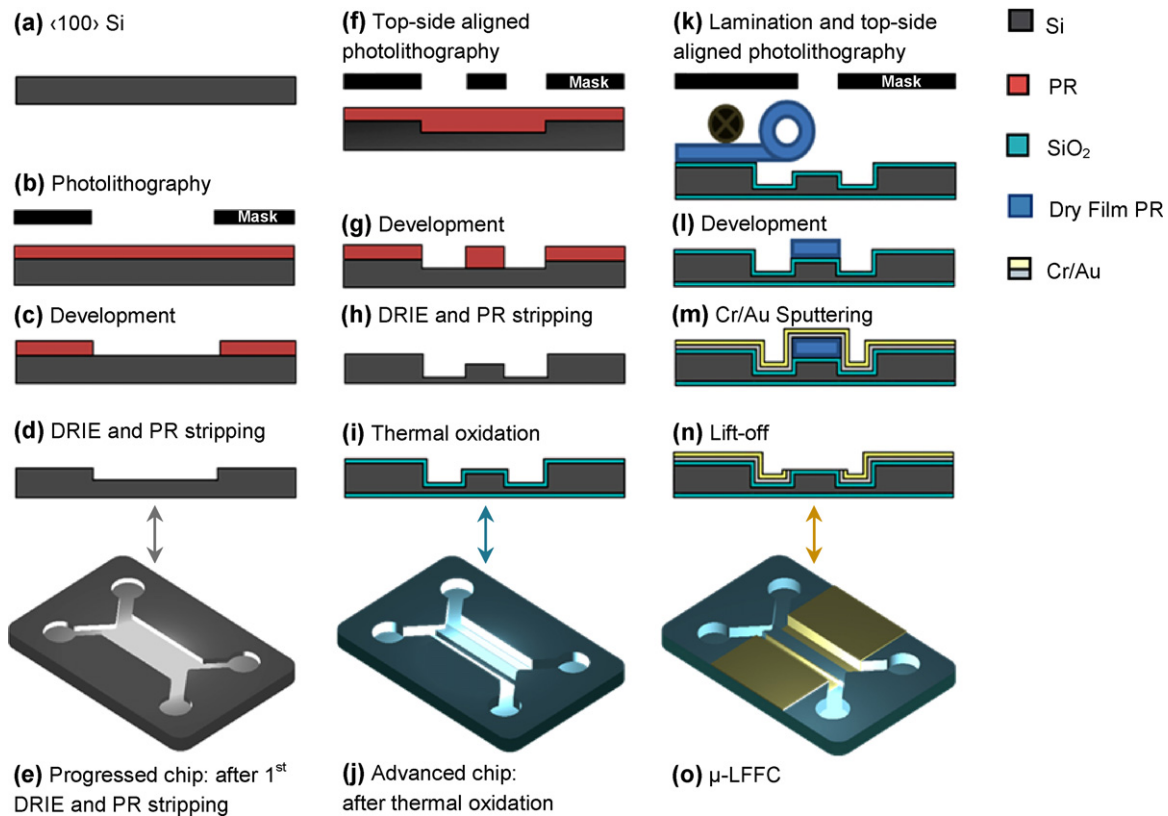 (a) ‹100› Si
(b) Photolithography
Mask
(c) Development
(d) DRIE and PR stripping
(e) Progressed chip: after 1st
DRIE and PR stripping
(f) Top-side aligned
photolithography
Mask
(g) Development
(h) DRIE and PR stripping
(i) Thermal oxidation
(j) Advanced chip:
after thermal oxidation
(k) Lamination and top-side
aligned photolithography
Mask
(l) Development
(m) Cr/Au Sputtering
(n) Lift-off
(o) µ-LFFC
Si
PR
SiO₂
Dry Film PR
Cr/Au